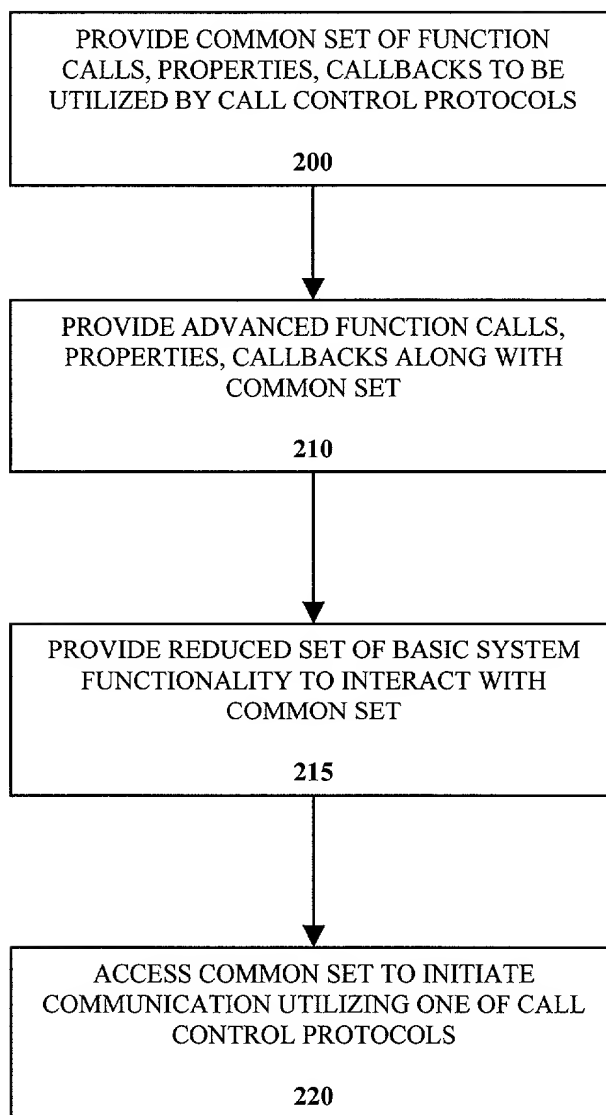 PROVIDE COMMON SET OF FUNCTION
CALLS, PROPERTIES, CALLBACKS TO BE
UTILIZED BY CALL CONTROL PROTOCOLS
200
PROVIDE ADVANCED FUNCTION CALLS,
PROPERTIES, CALLBACKS ALONG WITH
COMMON SET
210
PROVIDE REDUCED SET OF BASIC SYSTEM
FUNCTIONALITY TO INTERACT WITH
COMMON SET
215
ACCESS COMMON SET TO INITIATE
COMMUNICATION UTILIZING ONE OF CALL
CONTROL PROTOCOLS
220